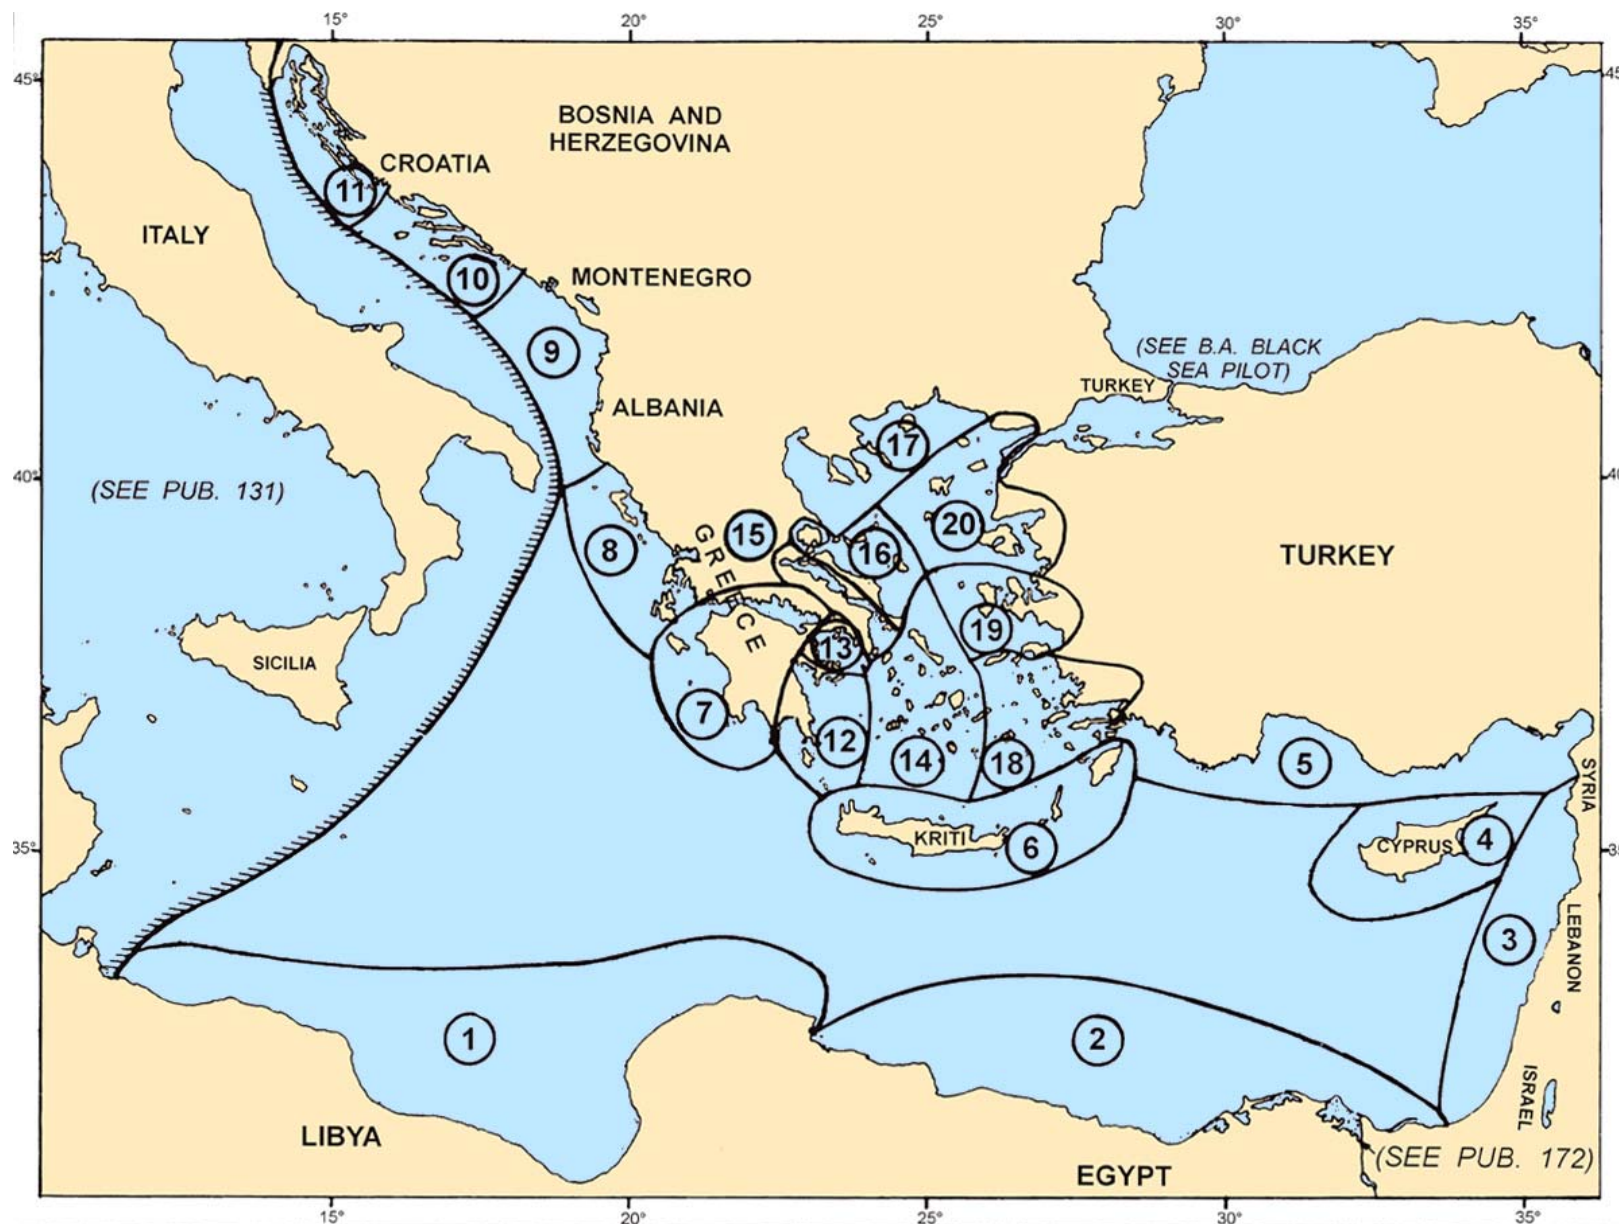 15° 20° 25° 30° 35°
45° 45
BOSNIA AND
HERZEGOVINA
CROATIA
11
ITALY
10
MONTENEGRO
9
(SEE B.A. BLACK
SEA PILOT)
TURKEY
ALBANIA
17
40° 40
(SEE PUB. 131)
GREECE
15
20
16
8
TURKEY
19
13
SICILIA
7
12
14
18
5
SYRIA
KRITI
6
CYPRUS
4
35° 35
LEBANON
3
1
2
ISRAEL
LIBYA
(SEE PUB. 172)
EGYPT
15° 20° 25° 30° 35°